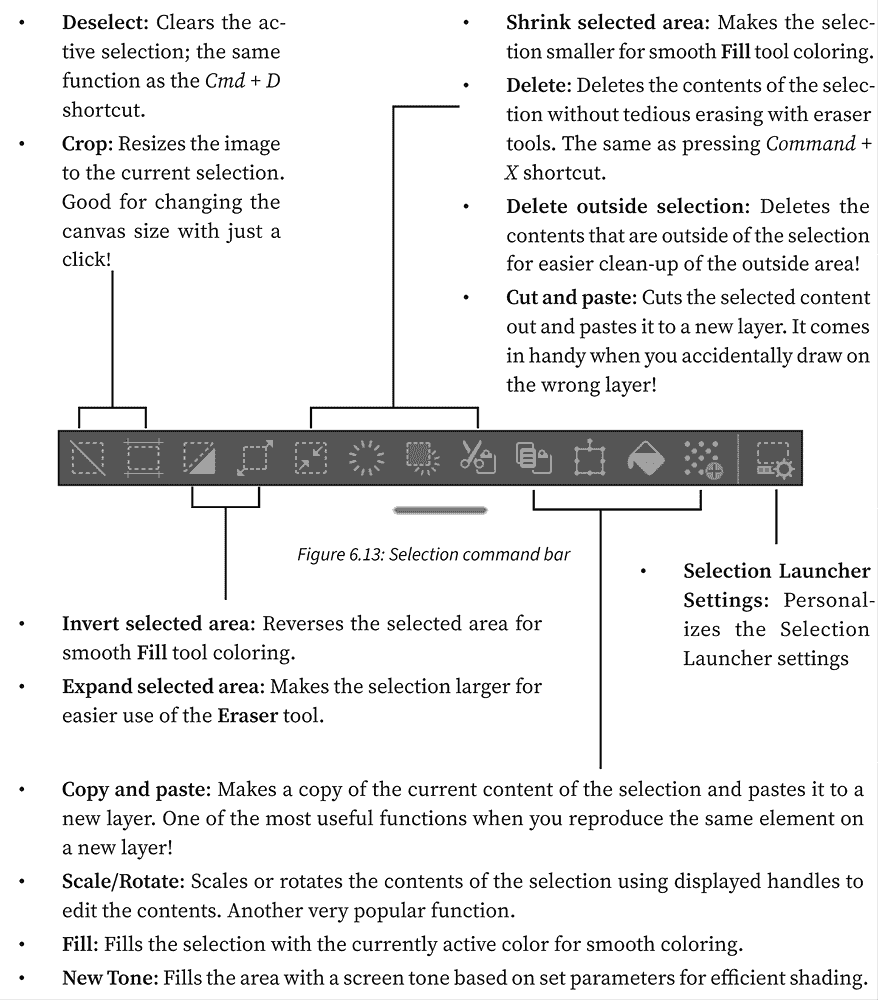 • Deselect: Clears the ac-
tive selection; the same
function as the Cmd + D
shortcut.
• Crop: Resizes the image
to the current selection.
Good for changing the
canvas size with just a
click!
• Shrink selected area: Makes the selec-
tion smaller for smooth Fill tool coloring.
• Delete: Deletes the contents of the selec-
tion without tedious erasing with eraser
tools. The same as pressing Command +
X shortcut.
• Delete outside selection: Deletes the
contents that are outside of the selection
for easier clean-up of the outside area!
• Cut and paste: Cuts the selected content
out and pastes it to a new layer. It comes
in handy when you accidentally draw on
the wrong layer!
Figure 6.13: Selection command bar
• Selection Launcher
Settings: Personal-
izes the Selection
Launcher settings
• Invert selected area: Reverses the selected area for
smooth Fill tool coloring.
• Expand selected area: Makes the selection larger for
easier use of the Eraser tool.
• Copy and paste: Makes a copy of the current content of the selection and pastes it to a
new layer. One of the most useful functions when you reproduce the same element on
a new layer!
• Scale/Rotate: Scales or rotates the contents of the selection using displayed handles to
edit the contents. Another very popular function.
• Fill: Fills the selection with the currently active color for smooth coloring.
• New Tone: Fills the area with a screen tone based on set parameters for efficient shading.